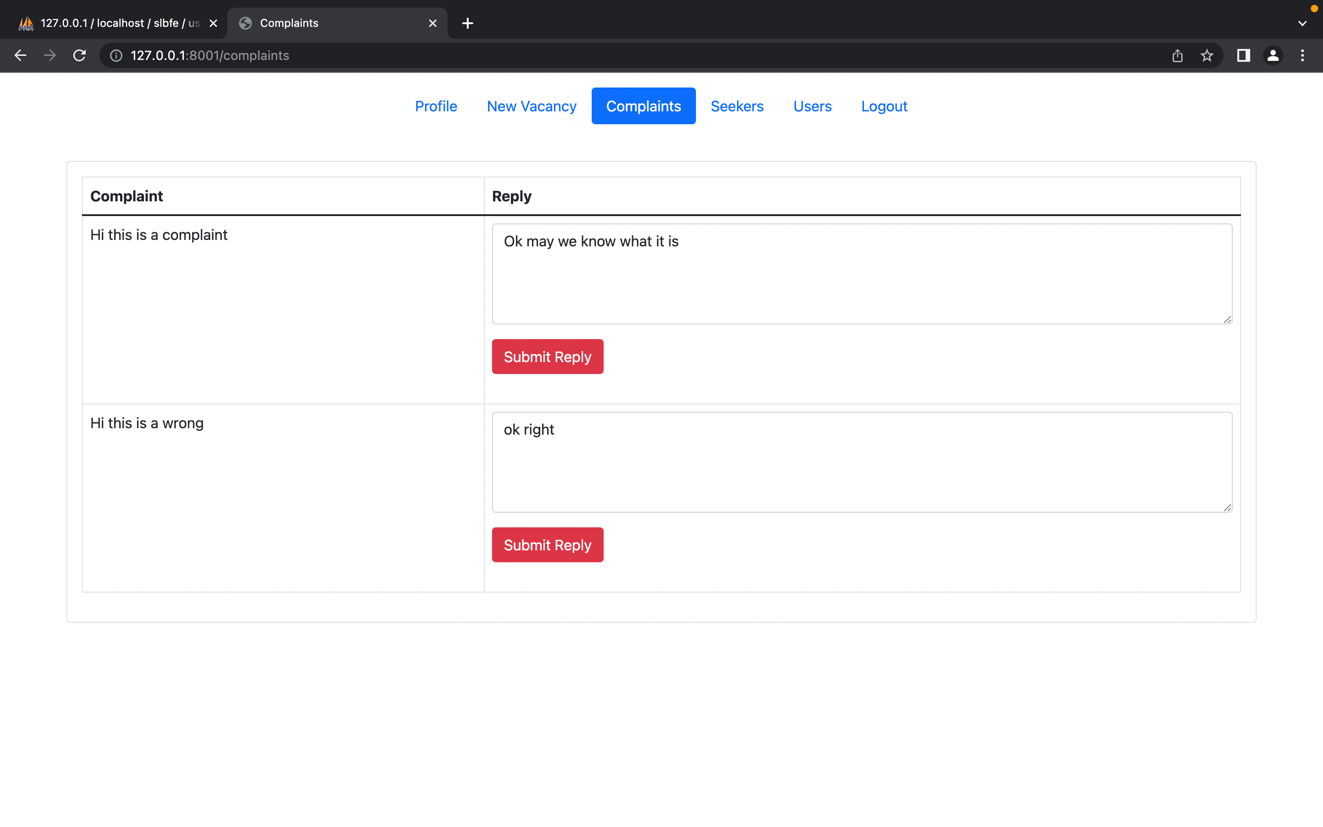 127.0.0.1 / localhost / slbfe / us
Complaints
127.0.0.1:8001/complaints
Profile New Vacancy Complaints Seekers Users Logout
Complaint Reply
Hi this is a complaint Ok may we know what it is
Submit Reply
Hi this is a wrong ok right
Submit Reply